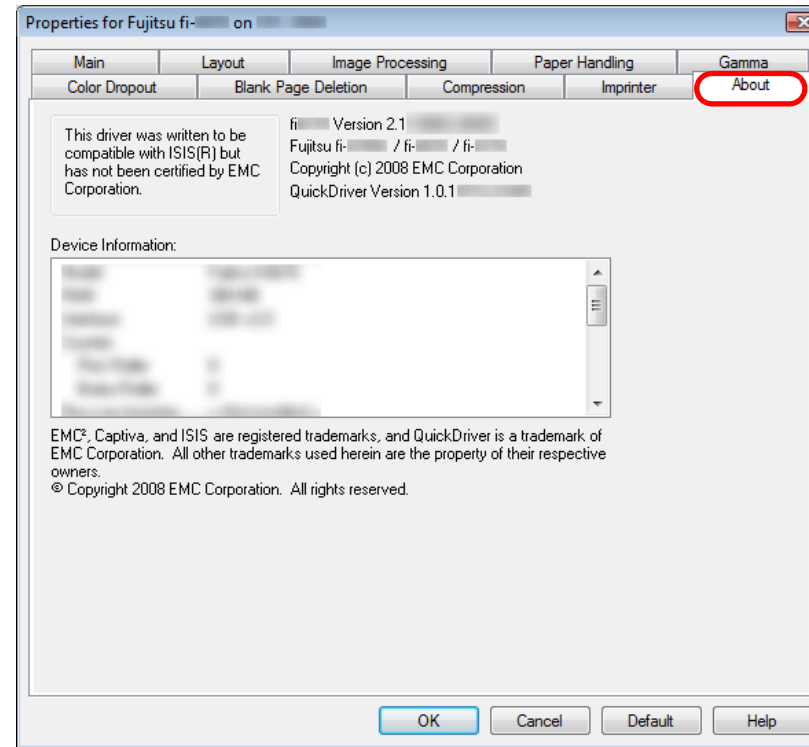 Properties for Fujitsu fi- on
Main Layout Image Processing Paper Handling Gamma
Color Dropout Blank Page Deletion Compression Imprinter About
This driver was written to be
compatible with ISIS(R) but
has not been certified by EMC
Corporation.
fi Version 2.1
Fujitsu fi- / fi- / fi-
Copyright (c) 2008 EMC Corporation
QuickDriver Version 1.0.1
Device Information:
EMC², Captiva, and ISIS are registered trademarks, and QuickDriver is a trademark of
EMC Corporation. All other trademarks used herein are the property of their respective
owners.
© Copyright 2008 EMC Corporation. All rights reserved.
OK Cancel Default Help